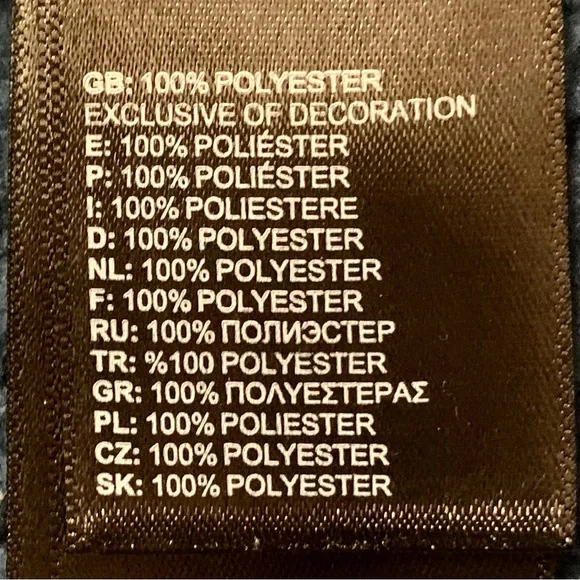 GB: 100% POLYESTER
EXCLUSIVE OF DECORATION
E: 100% POLIÉSTER
P: 100% POLIÉSTER
I: 100% POLIESTERE
D: 100% POLYESTER
NL: 100% POLYESTER
F: 100% POLYESTER
RU: 100% ПОЛИЭСТЕР
TR: %100 POLYESTER
GR: 100% ΠΟΛΥΕΣΤΕΡΑΣ
PL: 100% POLIESTER
CZ: 100% POLYESTER
SK: 100% POLYESTER